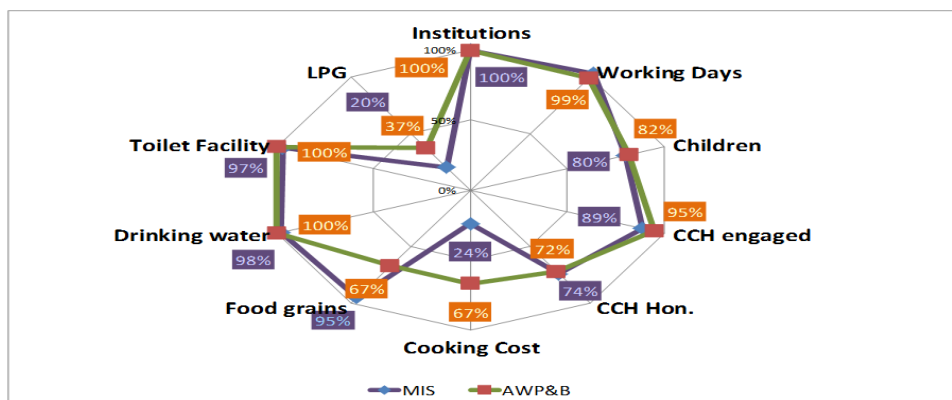 Institutions
100%
100%
100%
LPG
Working Days
20%
99%
37%
82%
50%
Toilet Facility
100%
97%
80%
Children
0%
89%
95%
100%
Drinking water
98%
CCH engaged
24%
72%
67%
74%
Food grains
95%
67%
CCH Hon.
Cooking Cost
MIS AWP&B